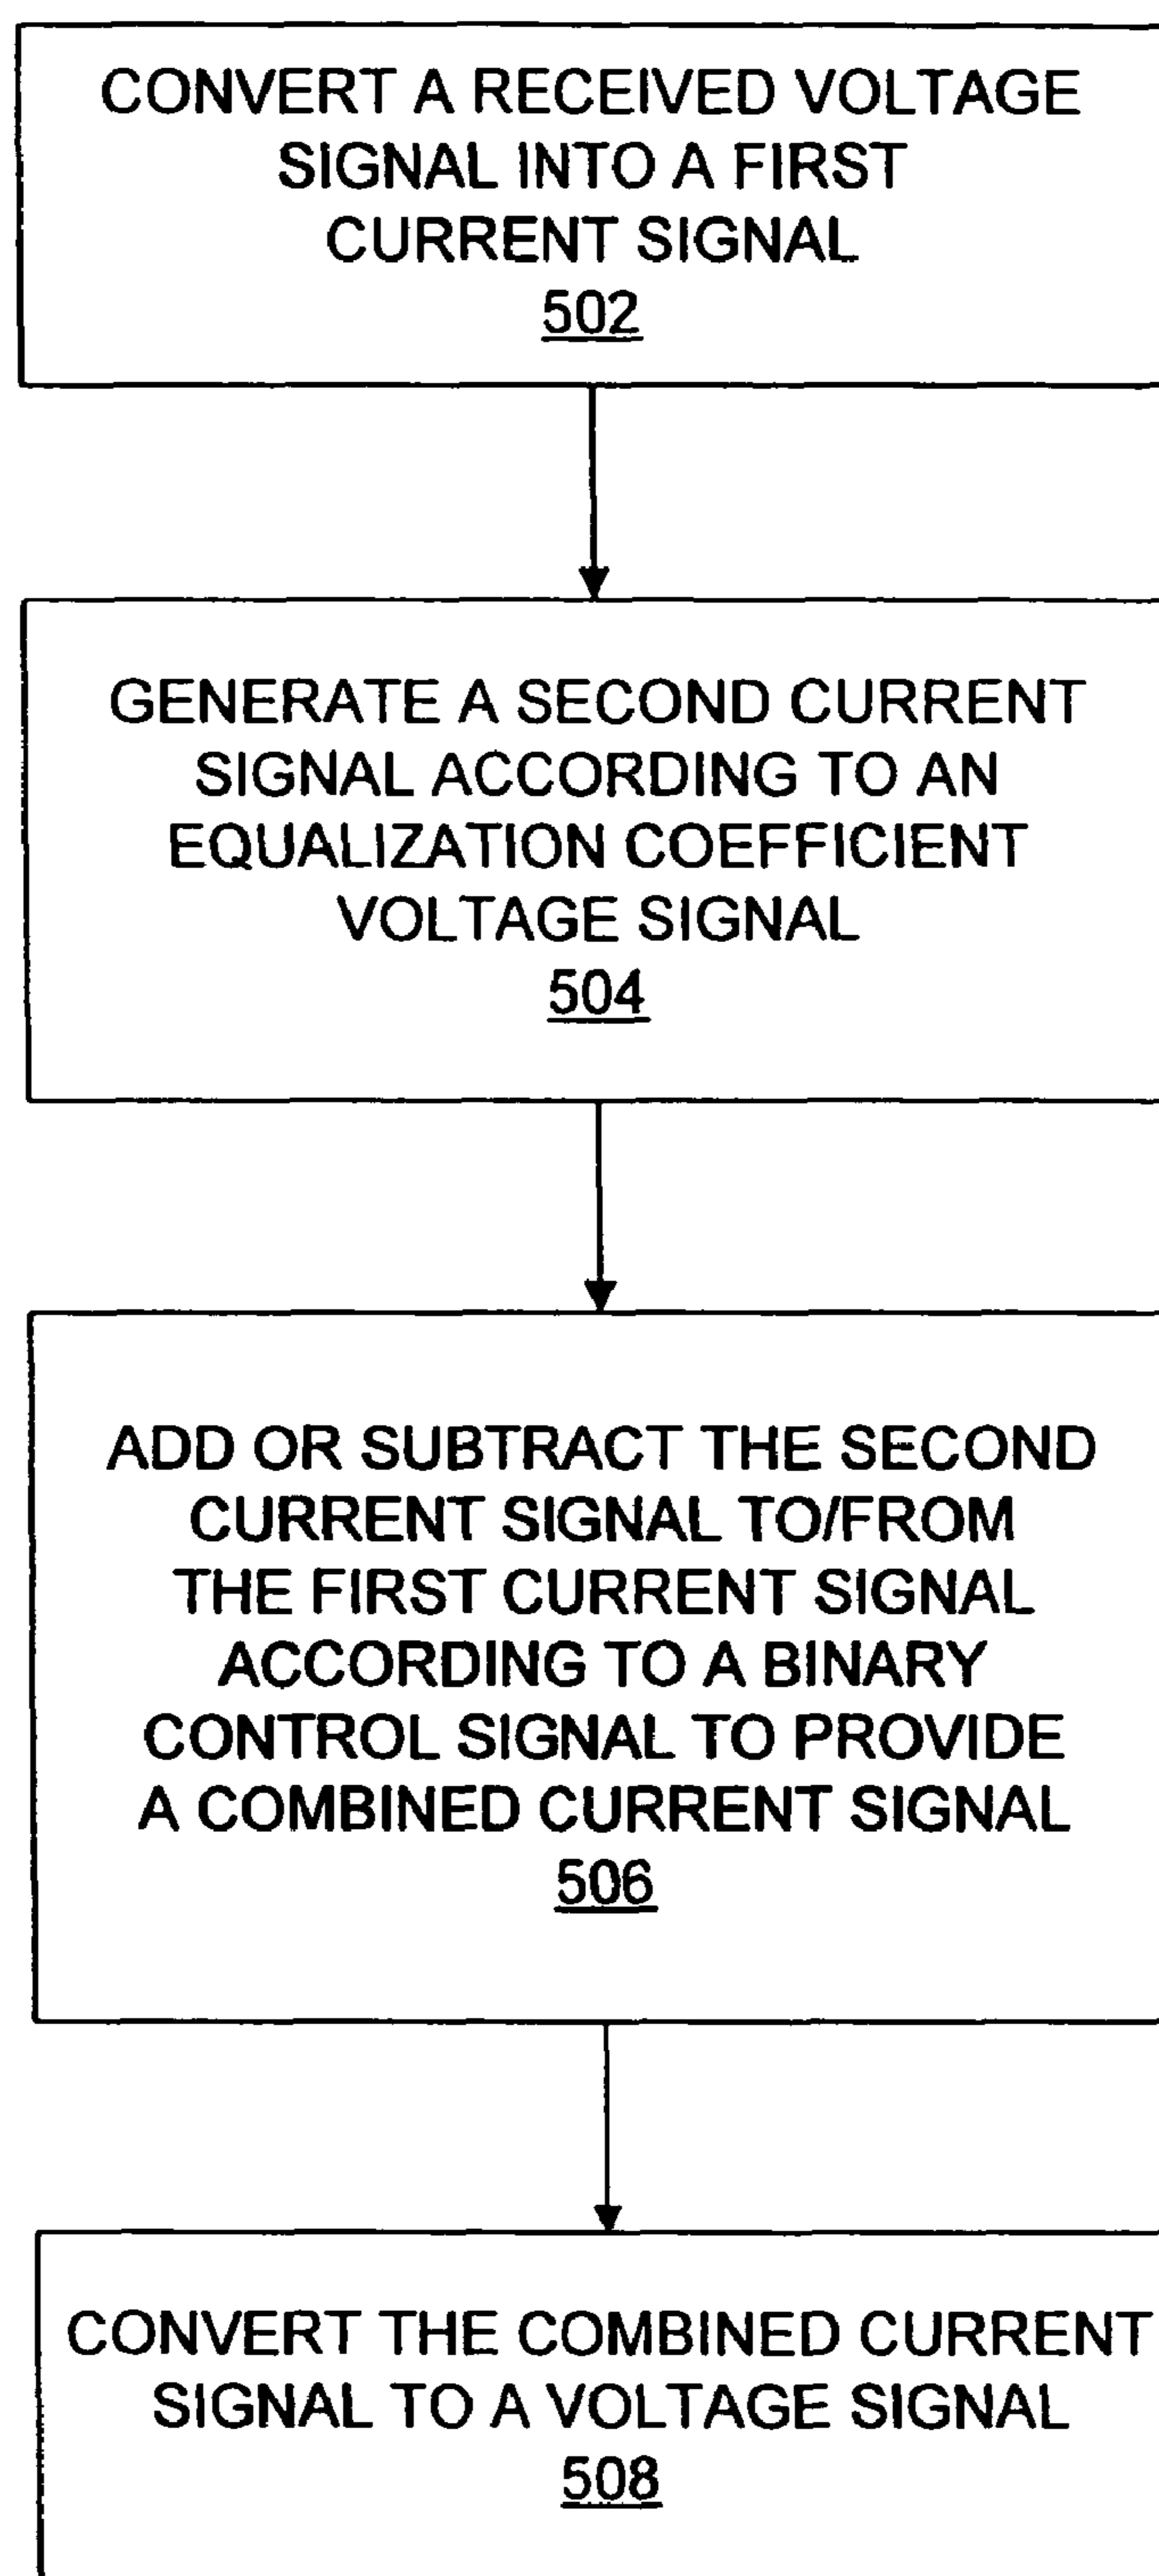 CONVERT A RECEIVED VOLTAGE
SIGNAL INTO A FIRST
CURRENT SIGNAL
502
GENERATE A SECOND CURRENT
SIGNAL ACCORDING TO AN
EQUALIZATION COEFFICIENT
VOLTAGE SIGNAL
504
ADD OR SUBTRACT THE SECOND
CURRENT SIGNAL TO/FROM
THE FIRST CURRENT SIGNAL
ACCORDING TO A BINARY
CONTROL SIGNAL TO PROVIDE
A COMBINED CURRENT SIGNAL
506
CONVERT THE COMBINED CURRENT
SIGNAL TO A VOLTAGE SIGNAL
508